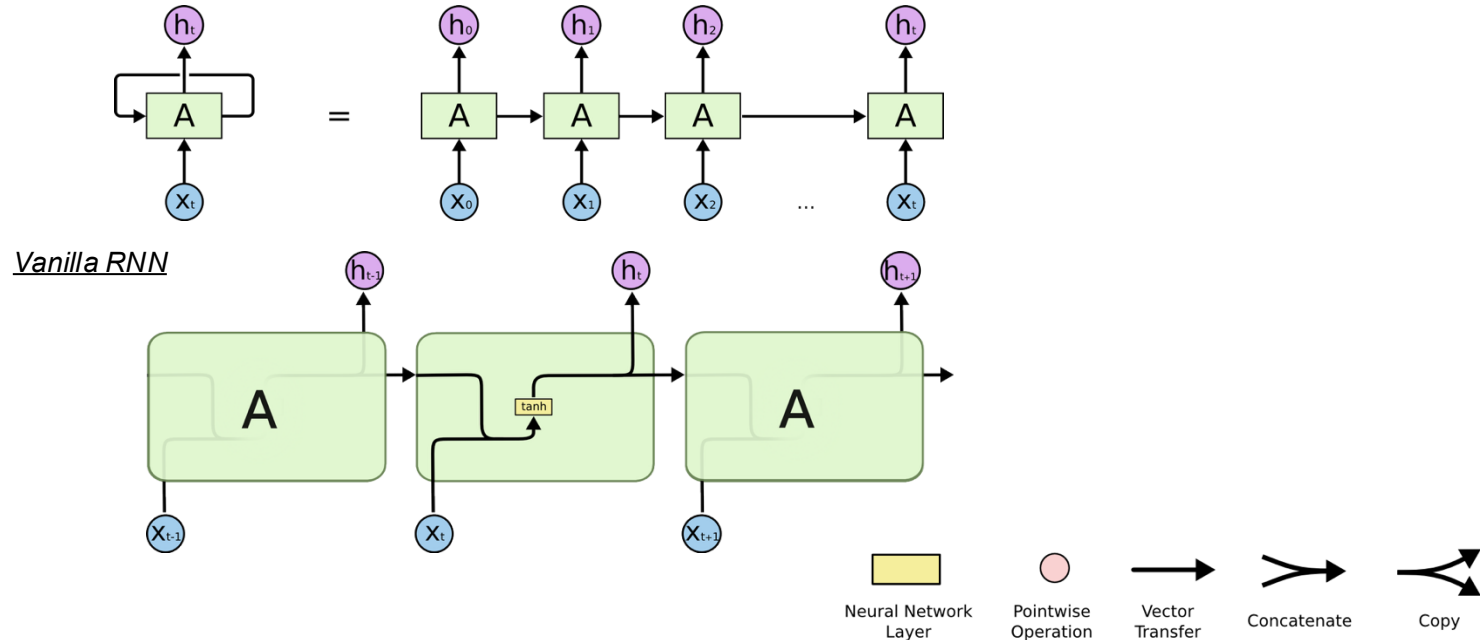 hₜ h₀ h₁ h₂ hₜ
A = A A A A
xₜ x₀ x₁ x₂ ... xₜ
Vanilla RNN
hₜ₋₁ hₜ hₜ₊₁
A tanh A
xₜ₋₁ xₜ xₜ₊₁
Neural Network
Layer
Pointwise
Operation
Vector
Transfer
Concatenate
Copy